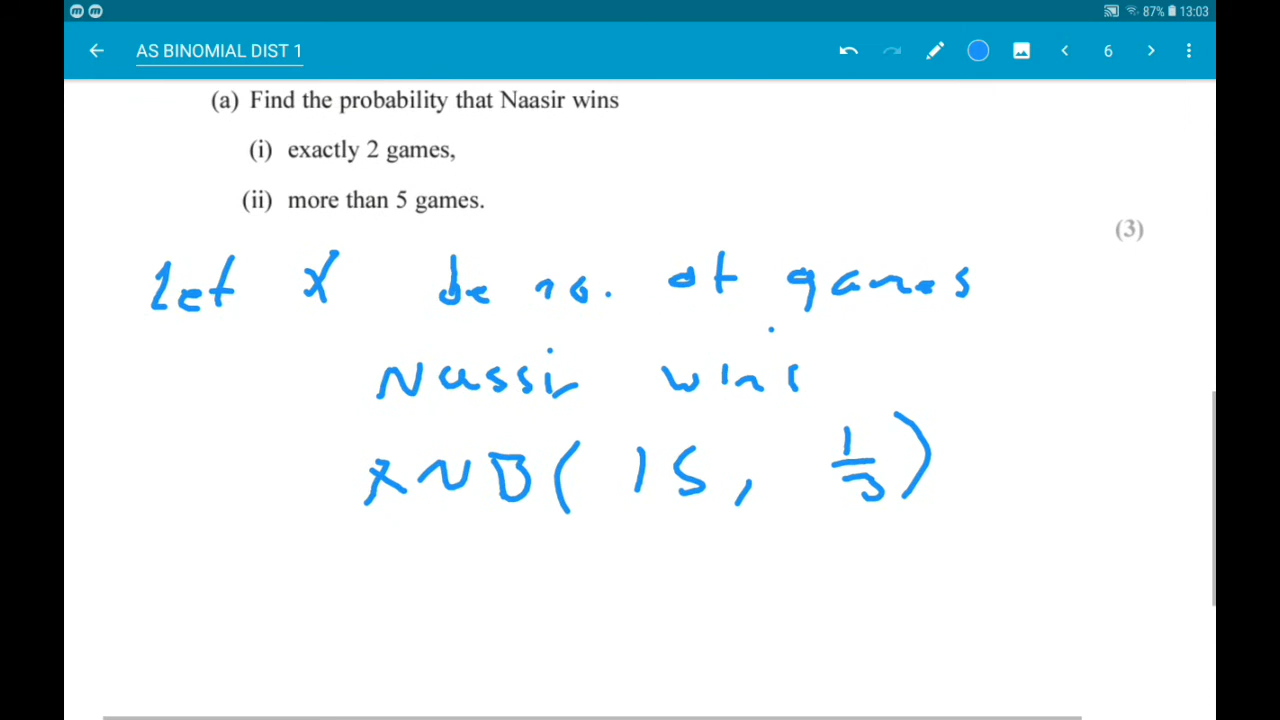 87% 13:03
AS BINOMIAL DIST 1
6
(a) Find the probability that Naasir wins
(i) exactly 2 games,
(ii) more than 5 games.
(3)
Let X be no. of games
Nassir wins
X~B(15, 1/3)